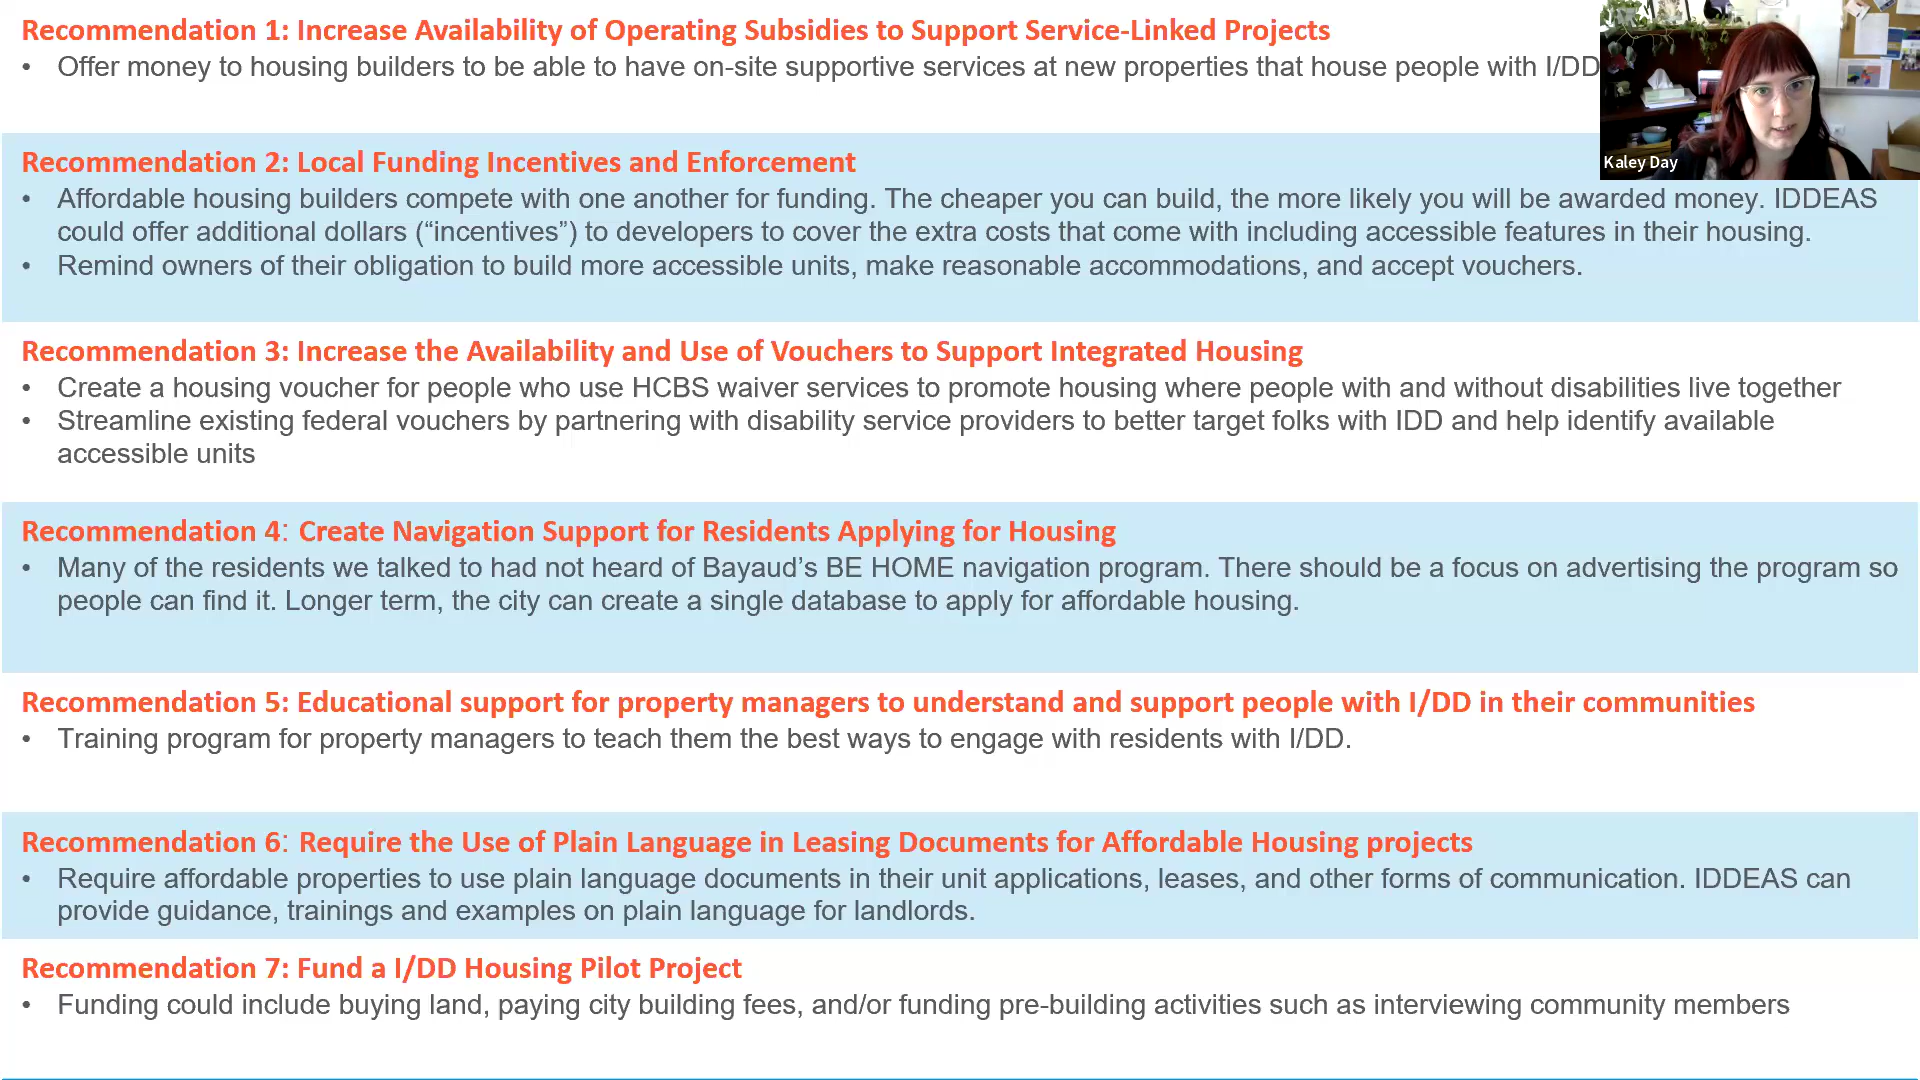 Recommendation 1: Increase Availability of Operating Subsidies to Support Service-Linked Projects
• Offer money to housing builders to be able to have on-site supportive services at new properties that house people with I/DD
Kaley Day
Recommendation 2: Local Funding Incentives and Enforcement
• Affordable housing builders compete with one another for funding. The cheaper you can build, the more likely you will be awarded money. IDDEAS
could offer additional dollars (“incentives”) to developers to cover the extra costs that come with including accessible features in their housing.
• Remind owners of their obligation to build more accessible units, make reasonable accommodations, and accept vouchers.
Recommendation 3: Increase the Availability and Use of Vouchers to Support Integrated Housing
• Create a housing voucher for people who use HCBS waiver services to promote housing where people with and without disabilities live together
• Streamline existing federal vouchers by partnering with disability service providers to better target folks with IDD and help identify available
accessible units
Recommendation 4: Create Navigation Support for Residents Applying for Housing
• Many of the residents we talked to had not heard of Bayaud’s BE HOME navigation program. There should be a focus on advertising the program so
people can find it. Longer term, the city can create a single database to apply for affordable housing.
Recommendation 5: Educational support for property managers to understand and support people with I/DD in their communities
• Training program for property managers to teach them the best ways to engage with residents with I/DD.
Recommendation 6: Require the Use of Plain Language in Leasing Documents for Affordable Housing projects
• Require affordable properties to use plain language documents in their unit applications, leases, and other forms of communication. IDDEAS can
provide guidance, trainings and examples on plain language for landlords.
Recommendation 7: Fund a I/DD Housing Pilot Project
• Funding could include buying land, paying city building fees, and/or funding pre-building activities such as interviewing community members